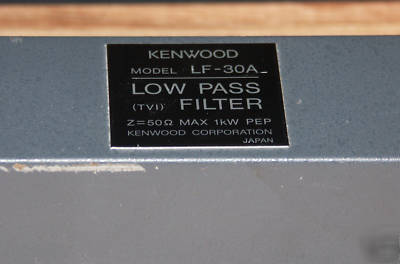 KENWOOD
MODEL LF-30A
LOW PASS
(TVI) FILTER
Z=50Ω MAX 1kW PEP
KENWOOD CORPORATION
JAPAN